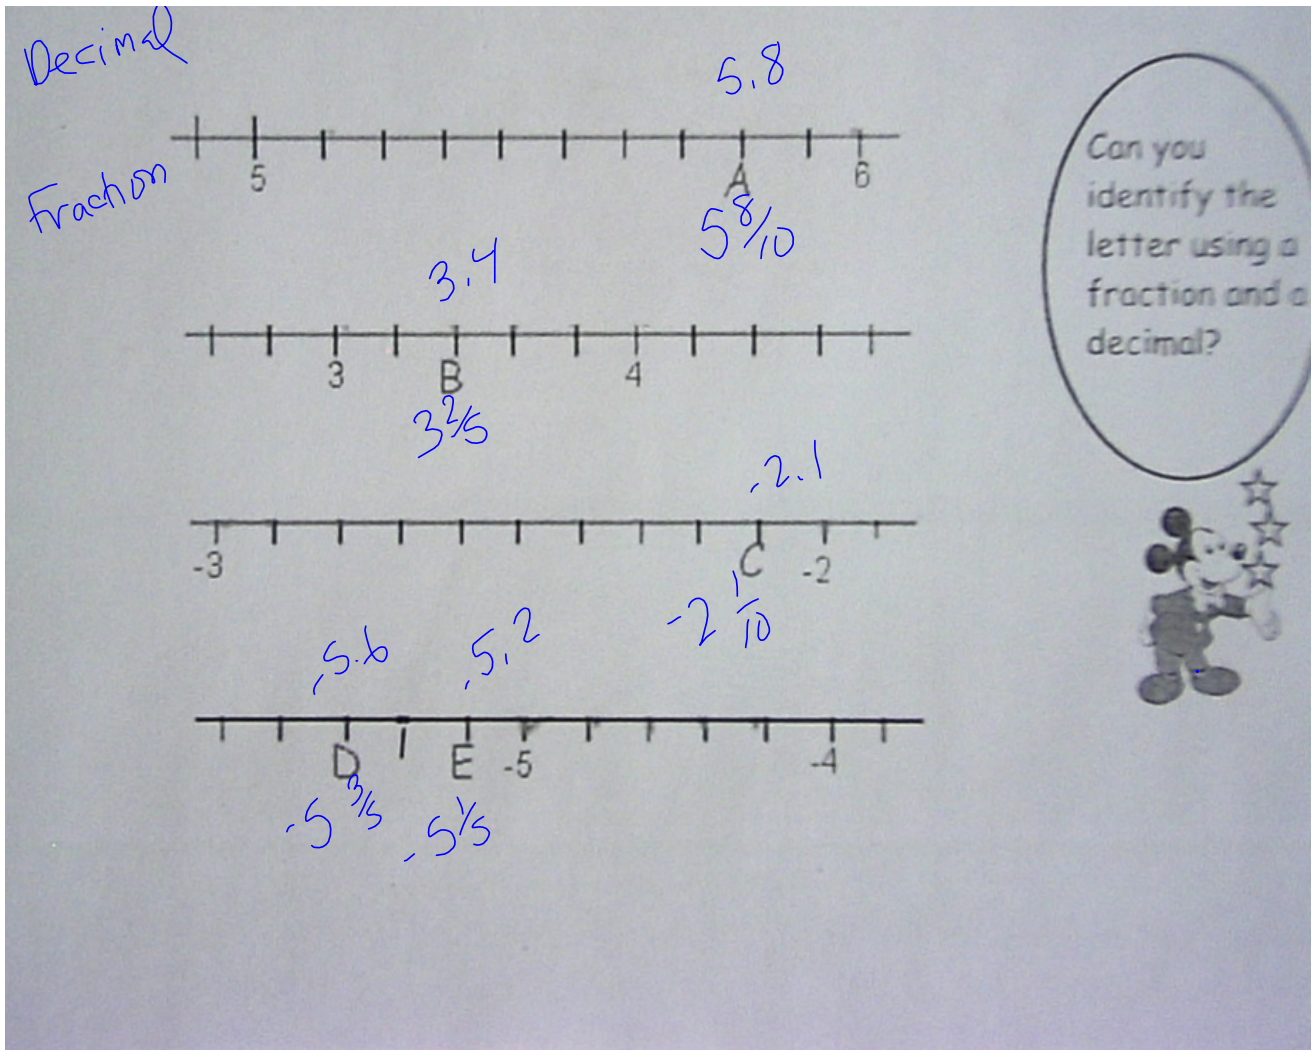 Decimal
5.8
5 A 6
Fraction
5 8/10
3.4
3 B 4
3 2/5
-2.1
-3 C -2
-2 1/10
-5.6 -5.2
D E -5 -4
-5 3/5 -5 1/5
Can you
identify the
letter using a
fraction and a
decimal?